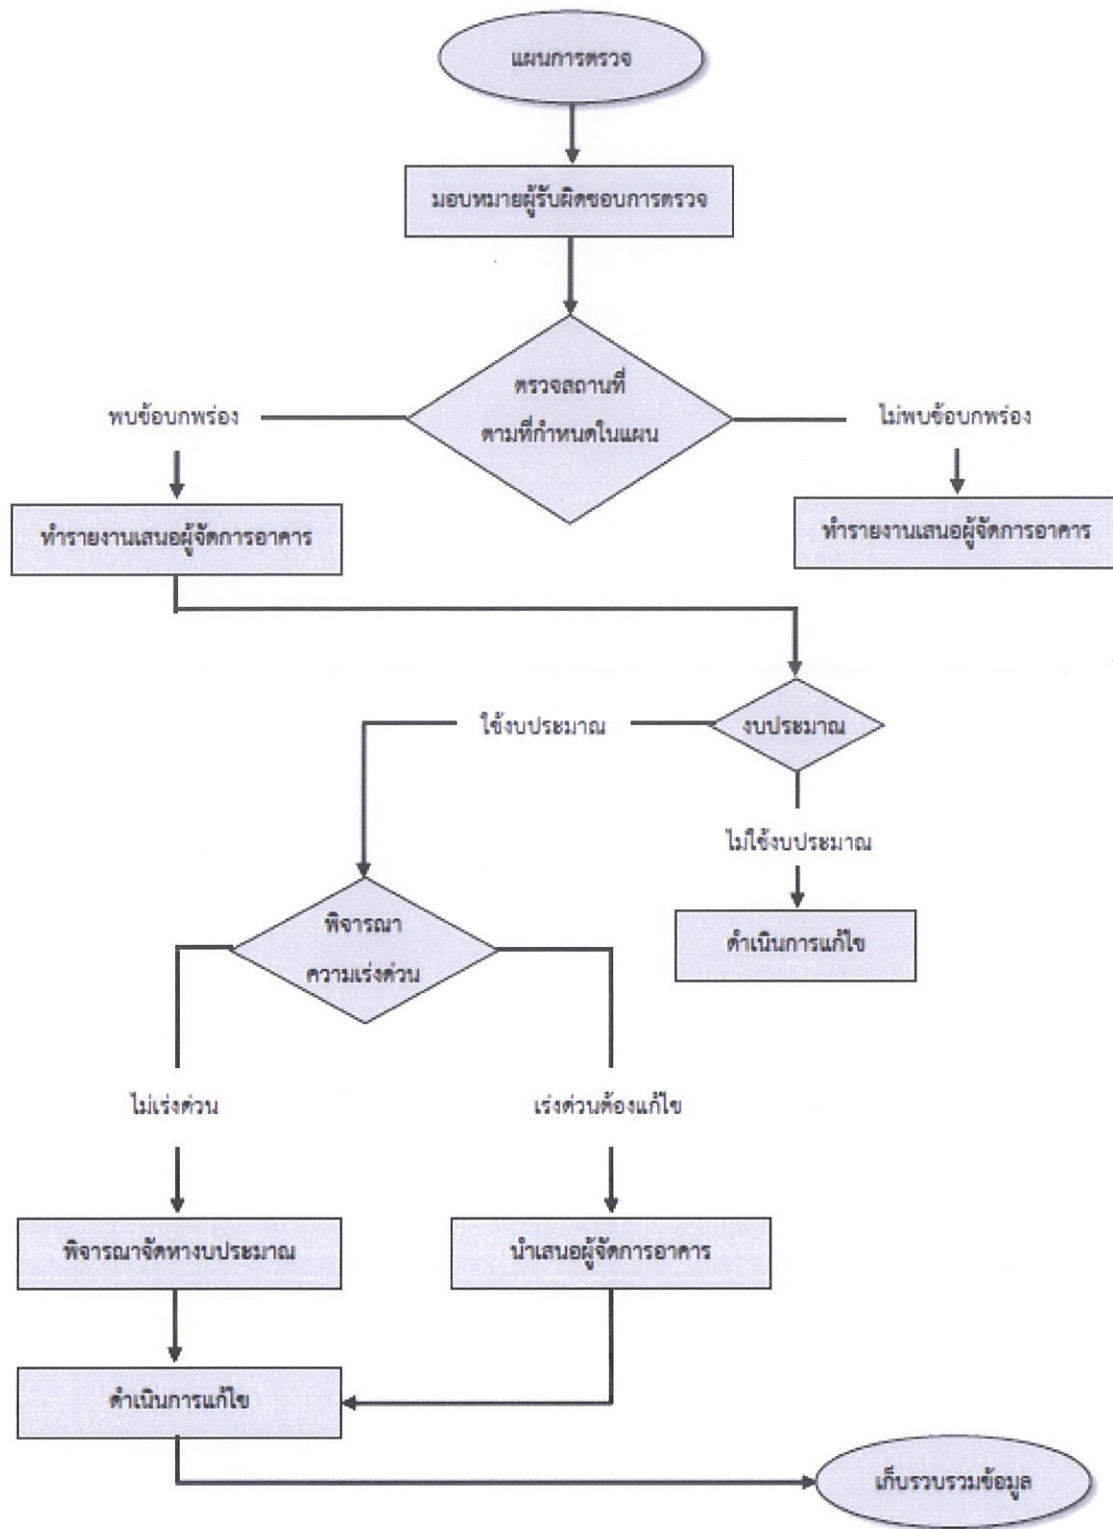 แผนการตรวจ
มอบหมายผู้รับผิดชอบการตรวจ
ตรวจสถานที่
ตามที่กำหนดในแผน
พบข้อบกพร่อง
ไม่พบข้อบกพร่อง
ทำรายงานเสนอผู้จัดการอาคาร
ทำรายงานเสนอผู้จัดการอาคาร
ใช้งบประมาณ
งบประมาณ
ไม่ใช้งบประมาณ
พิจารณา
ความเร่งด่วน
ดำเนินการแก้ไข
ไม่เร่งด่วน
เร่งด่วนต้องแก้ไข
พิจารณาจัดหางบประมาณ
นำเสนอผู้จัดการอาคาร
ดำเนินการแก้ไข
เก็บรวบรวมข้อมูล